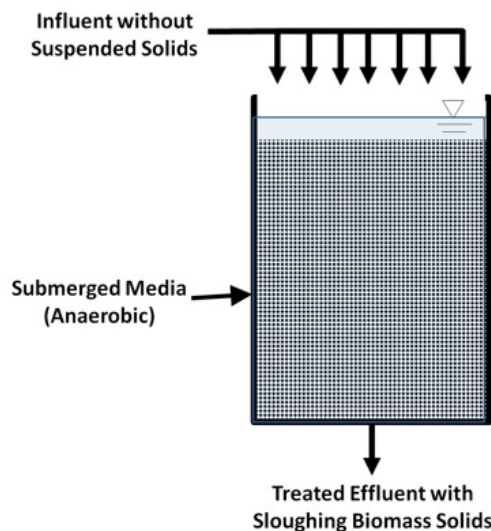 Influent without
Suspended Solids
Submerged Media
(Anaerobic)
Treated Effluent with
Sloughing Biomass Solids